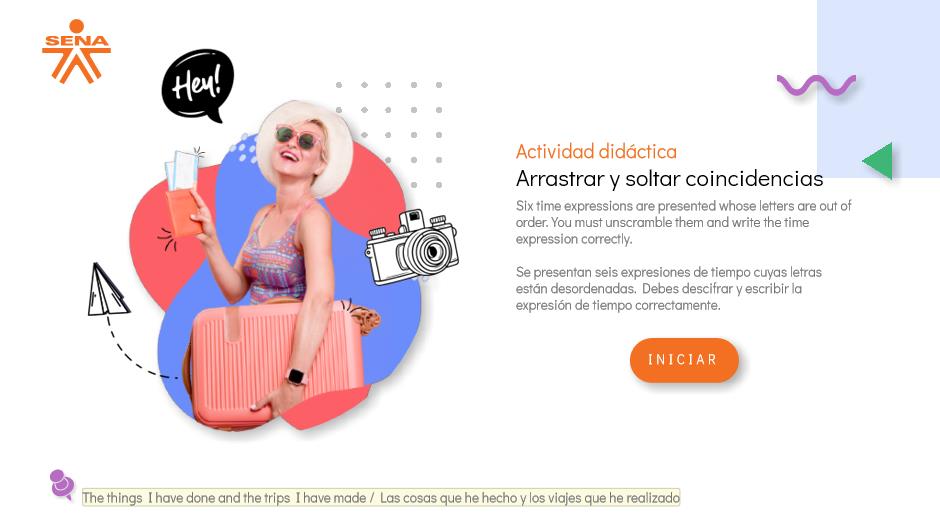 SENA
Hey!
Actividad didáctica
Arrastrar y soltar coincidencias
Six time expressions are presented whose letters are out of
order. You must unscramble them and write the time
expression correctly.
Se presentan seis expresiones de tiempo cuyas letras
están desordenadas. Debes descifrar y escribir la
expresión de tiempo correctamente.
INICIAR
The things I have done and the trips I have made / Las cosas que he hecho y los viajes que he realizado